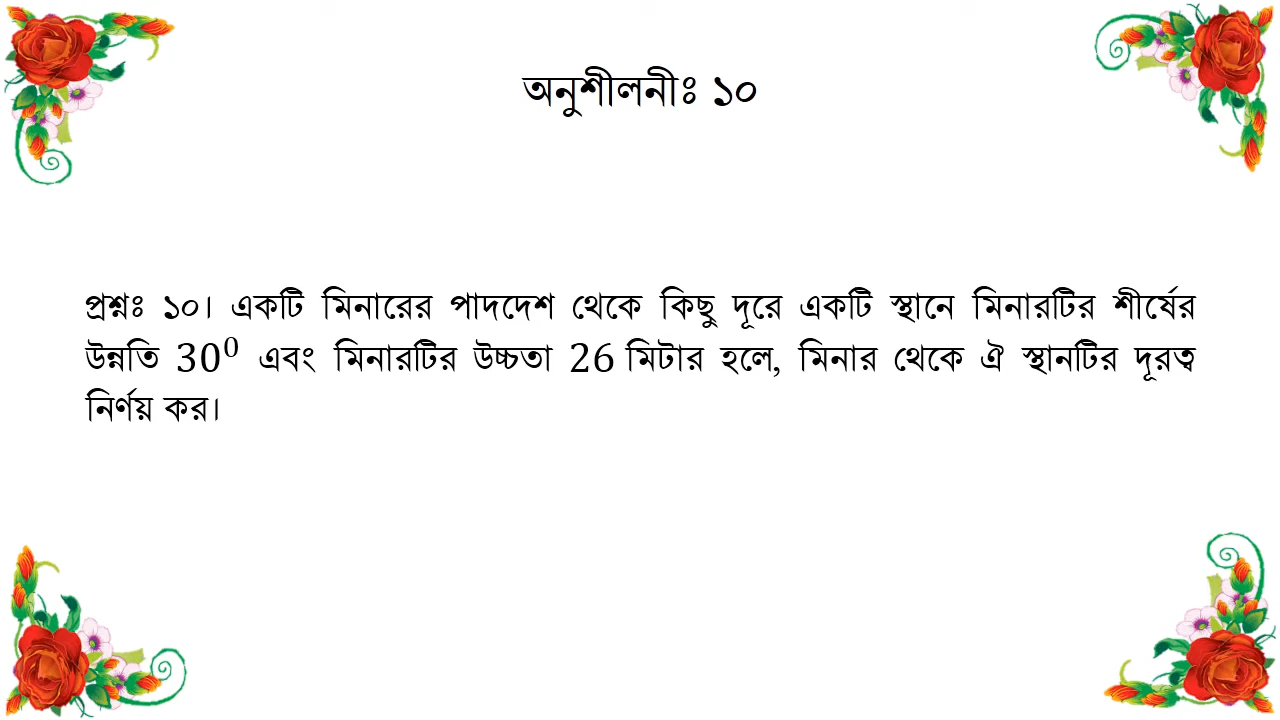 অনুশীলনীঃ ১০
প্রশ্নঃ ১০। একটি মিনারের পাদদেশ থেকে কিছু দূরে একটি স্থানে মিনারটির শীর্ষের
উন্নতি 30⁰ এবং মিনারটির উচ্চতা 26 মিটার হলে, মিনার থেকে ঐ স্থানটির দূরত্ব
নির্ণয় কর।